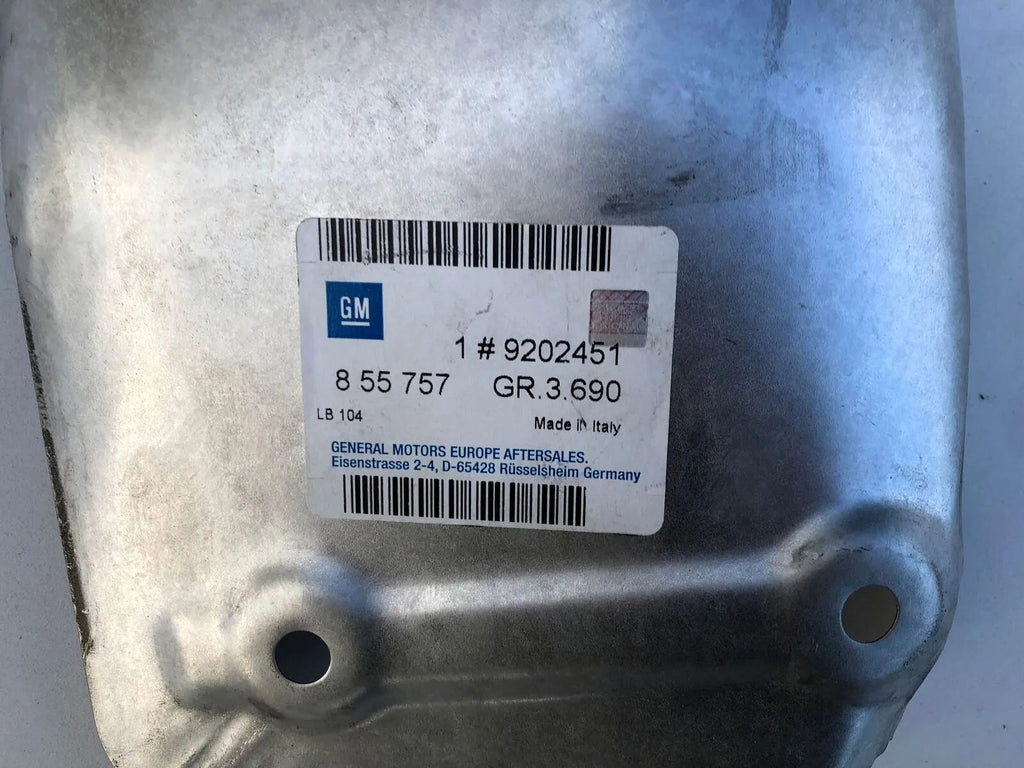 GM
1 # 9202451
8 55 757 GR.3.690
LB 104
Made in Italy
GENERAL MOTORS EUROPE AFTERSALES.
Eisenstrasse 2-4, D-65428 Rüsselsheim Germany